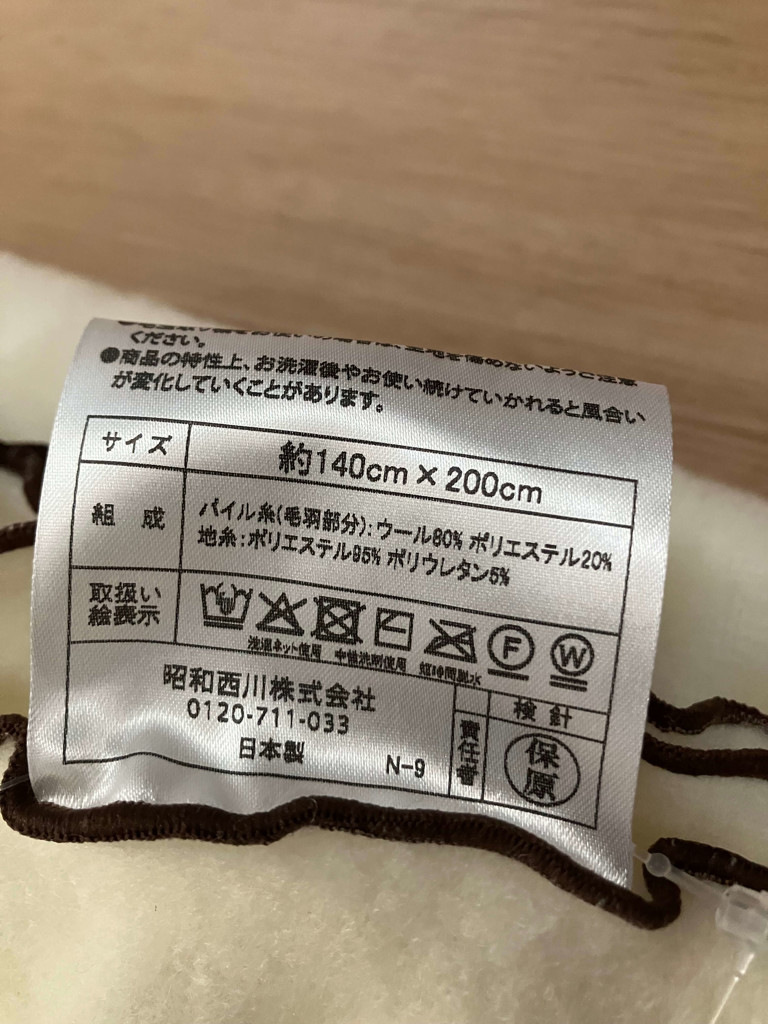 ください。
●商品の特性上、お洗濯後やお使い続けていかれると風合い
が変化していくことがあります。
サイズ 約140cm×200cm
組成 パイル糸(毛羽部分):ウール80% ポリエステル20%
地糸:ポリエステル95% ポリウレタン5%
取扱い
絵表示
F W
洗濯ネット使用 中性洗剤使用 短時間脱水
昭和西川株式会社
0120-711-033
日本製 N-9
責任者
検針
保原